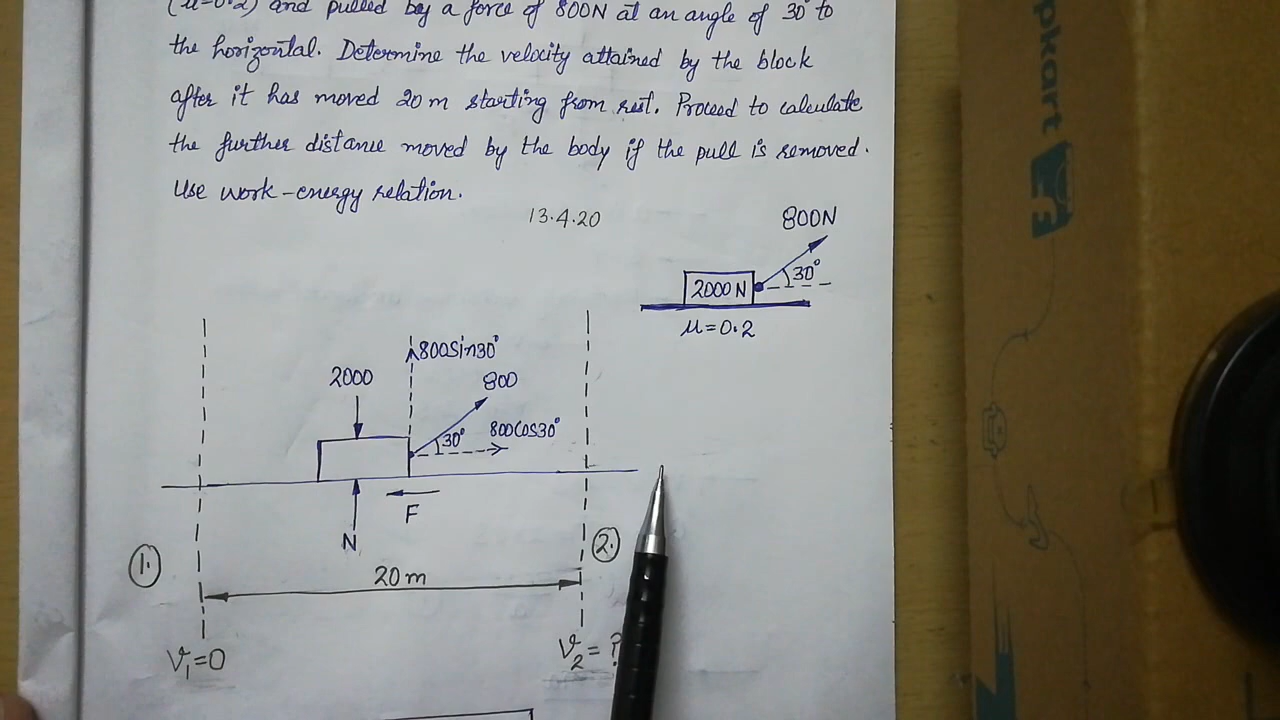 (μ=0.2) and pulled by a force of 800N at an angle of 30° to
the horizontal. Determine the velocity attained by the block
after it has moved 20 m starting from rest. Proceed to calculate
the further distance moved by the body if the pull is removed.
Use work-energy relation.
13.4.20
800N
30°
2000 N
μ=0.2
800sin30°
2000
800
30°
800cos30°
F
N
1.
2.
20 m
V1=0
V2= ?
pkart